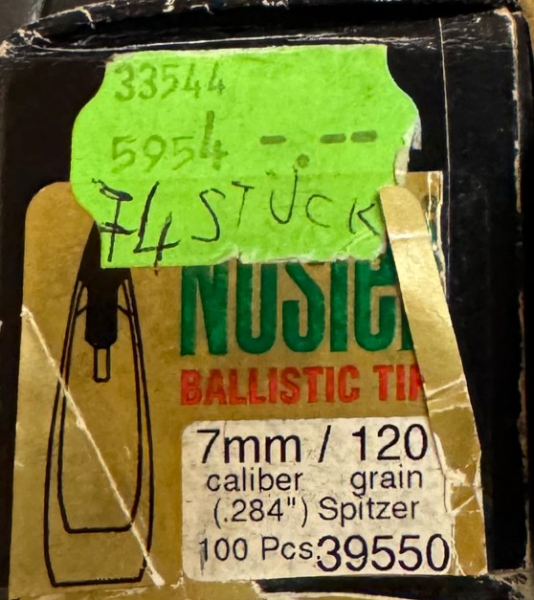 33544
5954 -.--
74 STÜCK
Nosler
BALLISTIC TIP
7mm / 120
caliber grain
(.284") Spitzer
100 Pcs. 39550